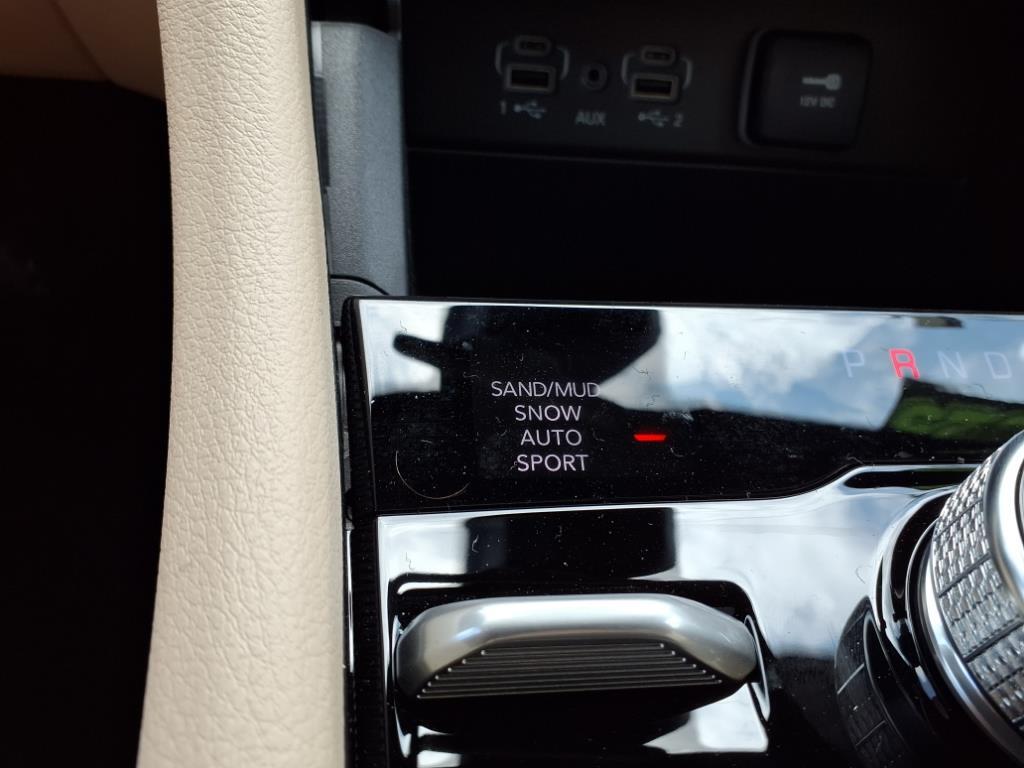 1 AUX 2
12V DC
P R N D
SAND/MUD
SNOW
AUTO
SPORT